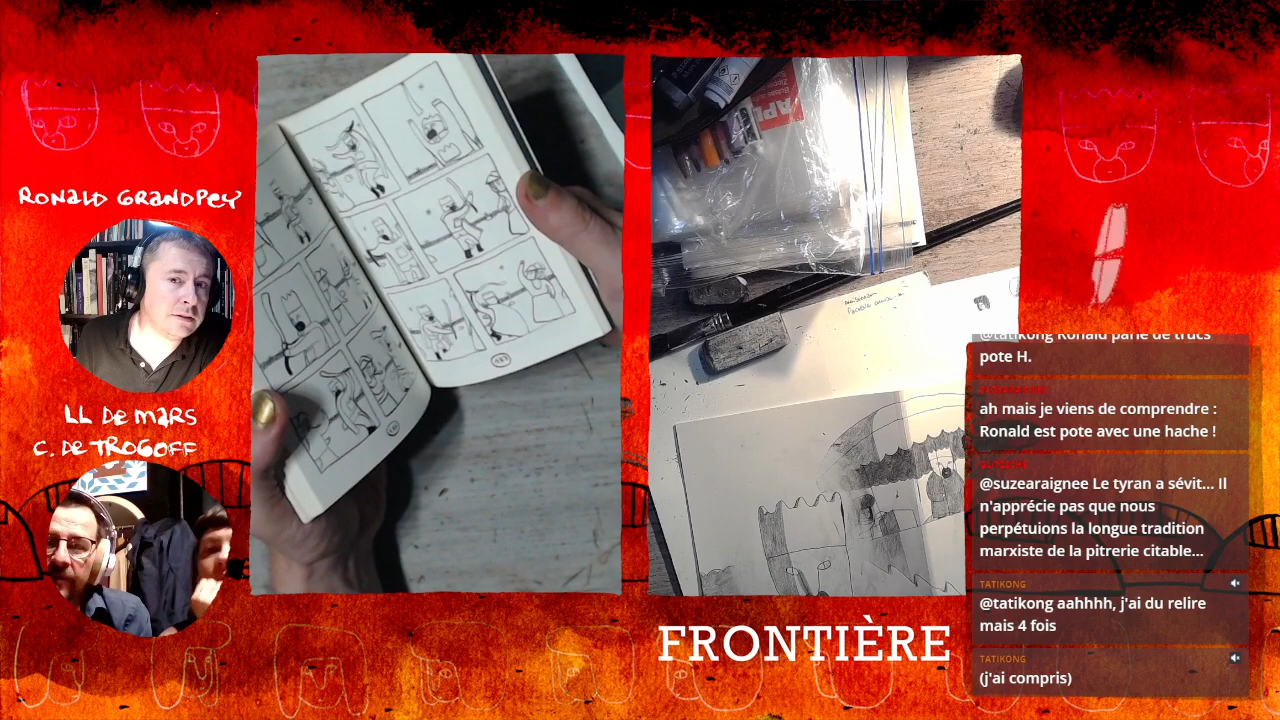 RONALD GRANDPEY
LL DE MARS
C. DE TROGOFF
FRONTIÈRE
@tatikong Ronald parle de trucs
pote H.
ah mais je viens de comprendre :
Ronald est pote avec une hache !
@suzearaignee Le tyran a sévit... Il
n'apprécie pas que nous
perpétuions la longue tradition
marxiste de la pitrerie citable...
TATIKONG
@tatikong aahhhh, j'ai du relire
mais 4 fois
TATIKONG
(j'ai compris)